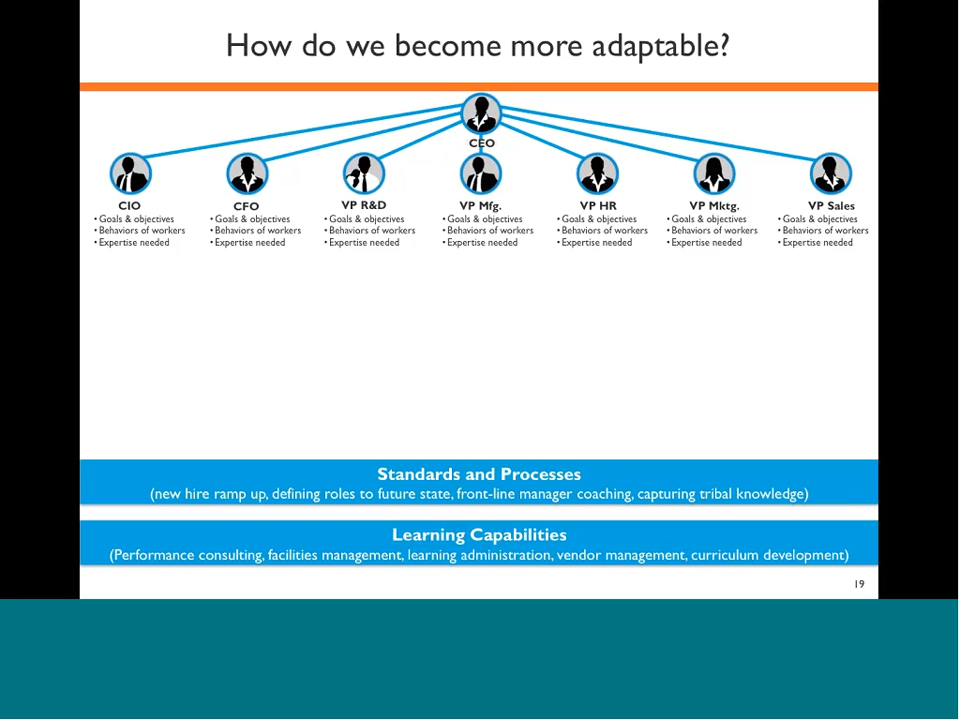 How do we become more adaptable?
CEO
CIO
• Goals & objectives
• Behaviors of workers
• Expertise needed
CFO
• Goals & objectives
• Behaviors of workers
• Expertise needed
VP R&D
• Goals & objectives
• Behaviors of workers
• Expertise needed
VP Mfg.
• Goals & objectives
• Behaviors of workers
• Expertise needed
VP HR
• Goals & objectives
• Behaviors of workers
• Expertise needed
VP Mktg.
• Goals & objectives
• Behaviors of workers
• Expertise needed
VP Sales
• Goals & objectives
• Behaviors of workers
• Expertise needed
Standards and Processes
(new hire ramp up, defining roles to future state, front-line manager coaching, capturing tribal knowledge)
Learning Capabilities
(Performance consulting, facilities management, learning administration, vendor management, curriculum development)
19